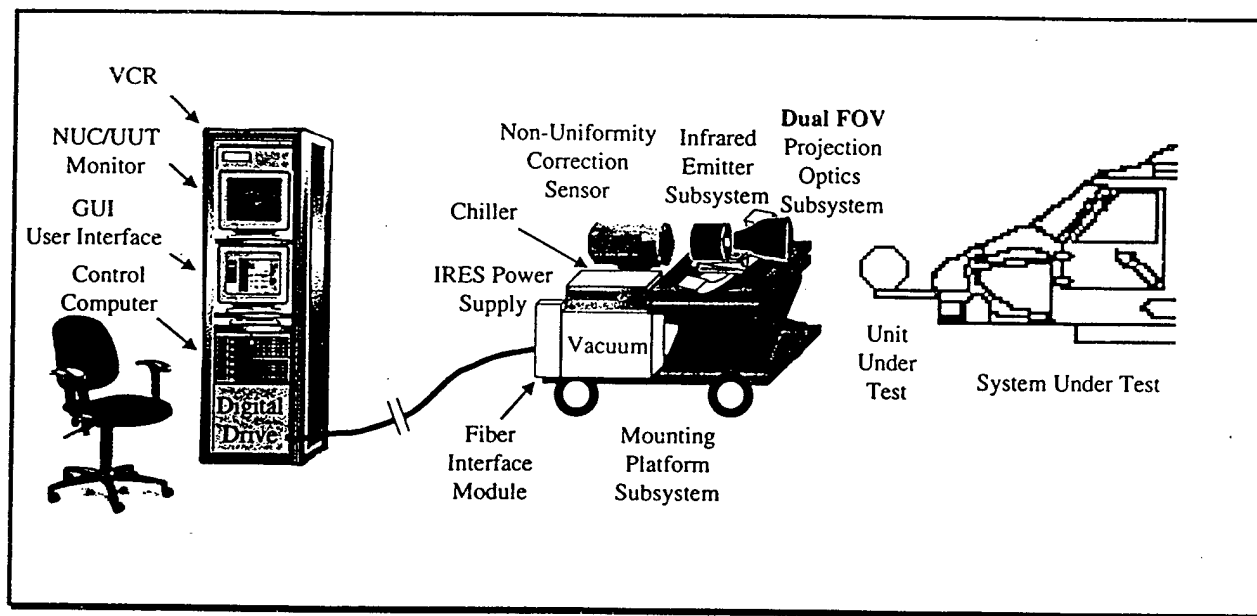 VCR
NUC/UUT
Monitor
GUI
User Interface
Control
Computer
Digital
Drive
Non-Uniformity
Correction
Sensor
Chiller
IRES Power
Supply
Vacuum
Fiber
Interface
Module
Infrared
Emitter
Subsystem
Dual FOV
Projection
Optics
Subsystem
Mounting
Platform
Subsystem
Unit
Under
Test
System Under Test